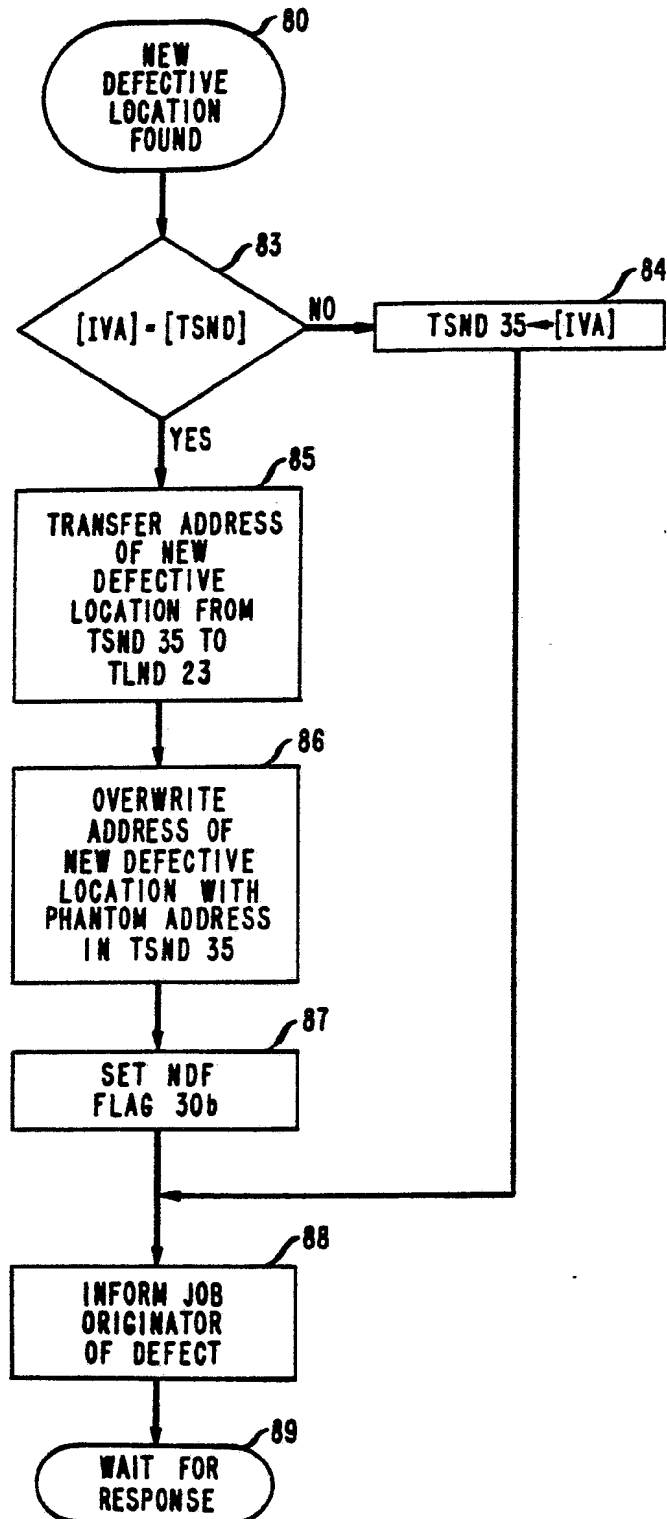 80
NEW
DEFECTIVE
LOCATION
FOUND
83
[IVA] = [TSND]
NO
84
TSND 35←[IVA]
YES
85
TRANSFER ADDRESS
OF NEW
DEFECTIVE
LOCATION FROM
TSND 35 TO
TLND 23
86
OVERWRITE
ADDRESS OF
NEW DEFECTIVE
LOCATION WITH
PHANTOM ADDRESS
IN TSND 35
87
SET NDF
FLAG 30b
88
INFORM JOB
ORIGINATOR
OF DEFECT
89
WAIT FOR
RESPONSE